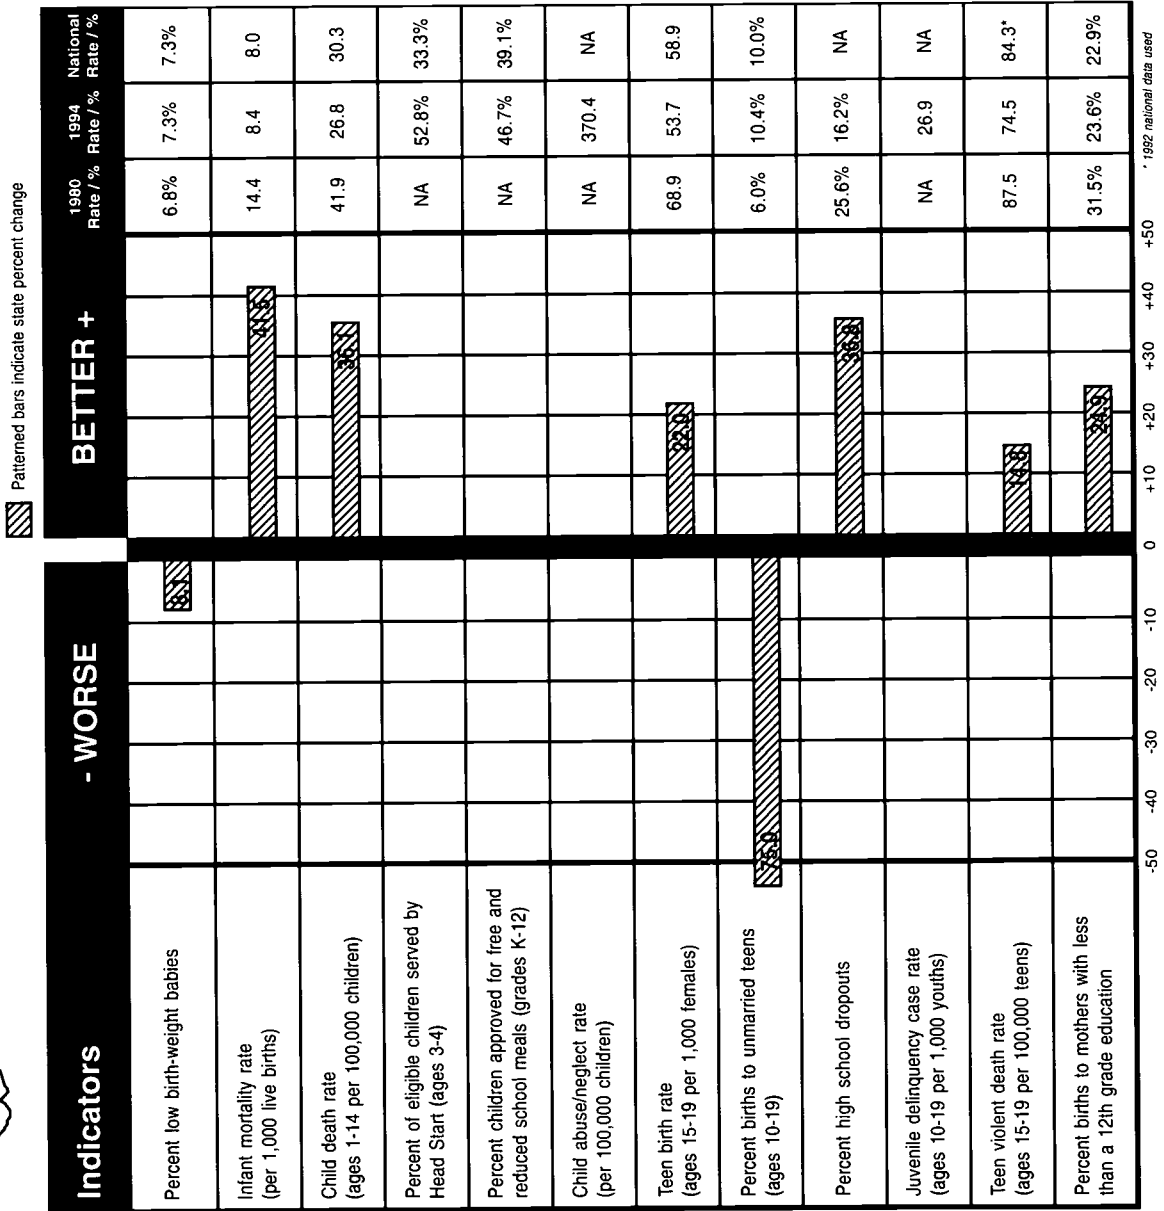 Patterned bars indicate state percent change
Indicators
- WORSE
BETTER +
1980
Rate / %
1994
Rate / %
National
Rate / %
Percent low birth-weight babies
8.1
6.8%
7.3%
7.3%
Infant mortality rate
(per 1,000 live births)
41.5
14.4
8.4
8.0
Child death rate
(ages 1-14 per 100,000 children)
36.1
41.9
26.8
30.3
Percent of eligible children served by
Head Start (ages 3-4)
NA
52.8%
33.3%
Percent children approved for free and
reduced school meals (grades K-12)
NA
46.7%
39.1%
Child abuse/neglect rate
(per 100,000 children)
NA
370.4
NA
Teen birth rate
(ages 15-19 per 1,000 females)
22.0
68.9
53.7
58.9
Percent births to unmarried teens
(ages 10-19)
75.0
6.0%
10.4%
10.0%
Percent high school dropouts
36.8
25.6%
16.2%
NA
Juvenile delinquency case rate
(ages 10-19 per 1,000 youths)
NA
26.9
NA
Teen violent death rate
(ages 15-19 per 100,000 teens)
14.8
87.5
74.5
84.3*
Percent births to mothers with less
than a 12th grade education
24.9
31.5%
23.6%
22.9%
-50
-40
-30
-20
-10
0
+10
+20
+30
+40
+50
* 1992 national data used